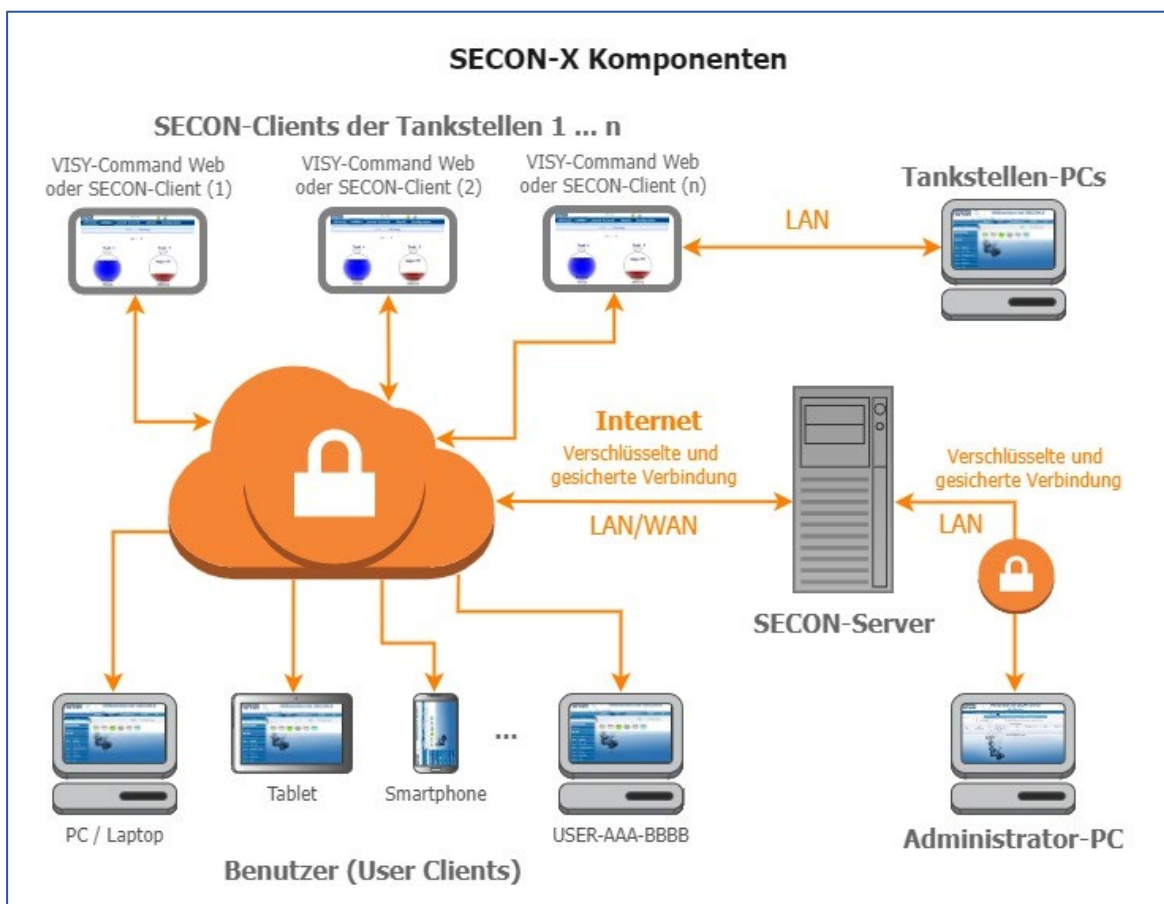 SECON-X Komponenten
SECON-Clients der Tankstellen 1 ... n
VISY-Command Web
oder SECON-Client (1)
VISY-Command Web
oder SECON-Client (2)
VISY-Command Web
oder SECON-Client (n)
Tankstellen-PCs
LAN
Internet
Verschlüsselte und
gesicherte Verbindung
LAN/WAN
Verschlüsselte und
gesicherte Verbindung
LAN
SECON-Server
...
PC / Laptop
Tablet
Smartphone
USER-AAA-BBBB
Administrator-PC
Benutzer (User Clients)